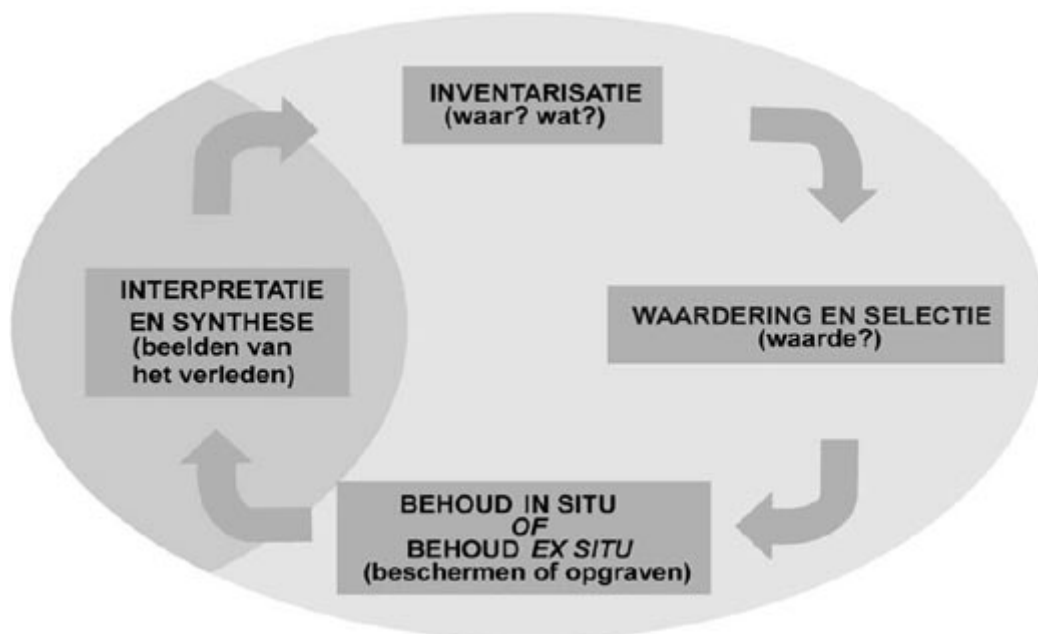 INVENTARISATIE
(waar? wat?)
WAARDERING EN SELECTIE
(waarde?)
BEHOUD IN SITU
OF
BEHOUD EX SITU
(beschermen of opgraven)
INTERPRETATIE
EN SYNTHESE
(beelden van
het verleden)